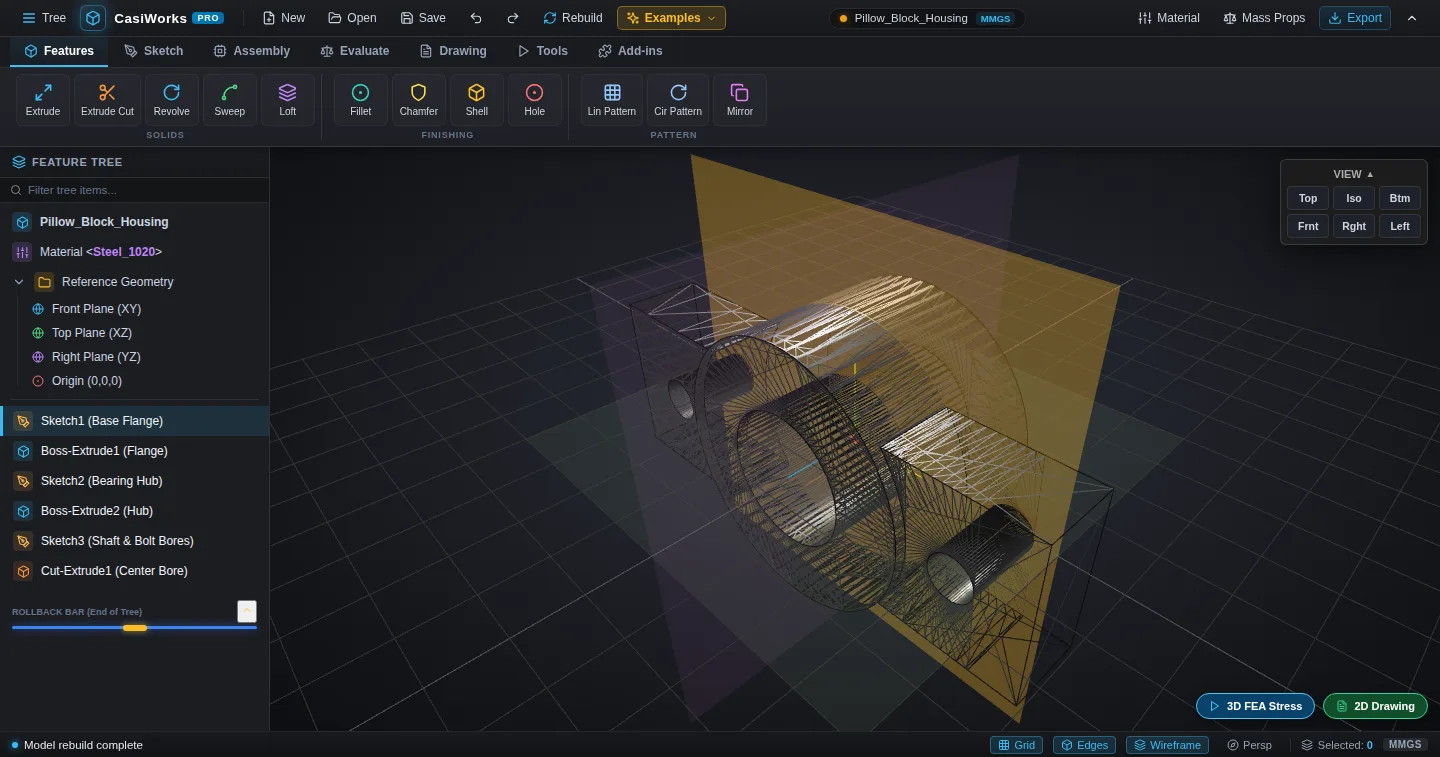 Tree CasiWorks PRO New Open Save Rebuild Examples Pillow_Block_Housing MMGS Material Mass Props Export
Features Sketch Assembly Evaluate Drawing Tools Add-ins
Extrude Extrude Cut Revolve Sweep Loft Fillet Chamfer Shell Hole Lin Pattern Cir Pattern Mirror
SOLIDS FINISHING PATTERN
FEATURE TREE
Filter tree items...
Pillow_Block_Housing
Material <Steel_1020>
Reference Geometry
Front Plane (XY)
Top Plane (XZ)
Right Plane (YZ)
Origin (0,0,0)
Sketch1 (Base Flange)
Boss-Extrude1 (Flange)
Sketch2 (Bearing Hub)
Boss-Extrude2 (Hub)
Sketch3 (Shaft & Bolt Bores)
Cut-Extrude1 (Center Bore)
ROLLBACK BAR (End of Tree)
VIEW ▲
Top Iso Btm
Frnt Rght Left
3D FEA Stress 2D Drawing
Model rebuild complete Grid Edges Wireframe Persp Selected: 0 MMGS